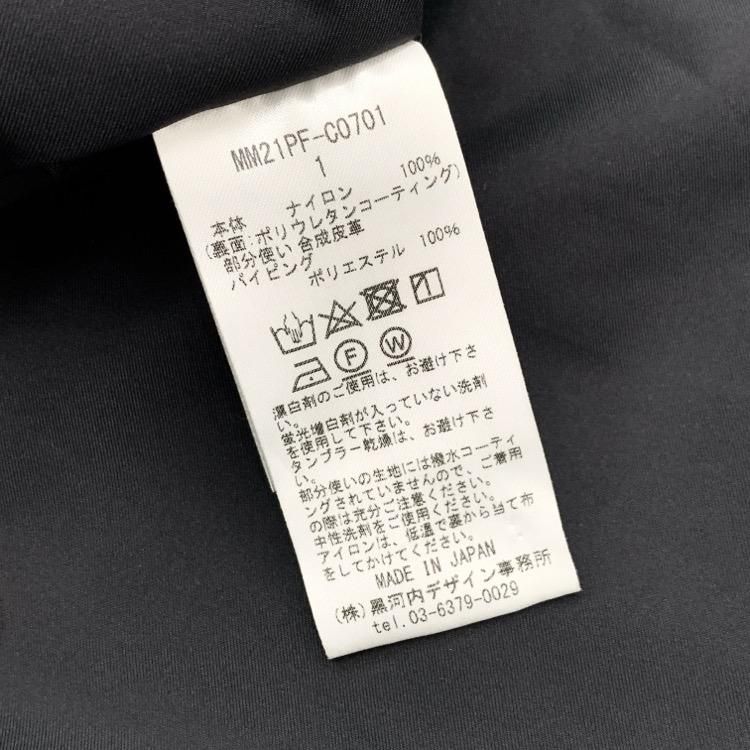 MM21PF-C0701
1
本体 ナイロン 100%
(裏面:ポリウレタンコーティング)
部分使い 合成皮革
パイピング ポリエステル 100%
F W
漂白剤のご使用は、お避け下さ
い。
蛍光増白剤が入っていない洗剤
を使用して下さい。
タンブラー乾燥は、お避け下さ
い。
部分使いの生地には撥水コーティ
ングされていませんので、ご着用
の際は充分ご注意ください。
中性洗剤をご使用ください。
アイロンは、低温で裏から当て布
をしてかけてください。
MADE IN JAPAN
(株)黒河内デザイン事務所
tel.03-6379-0029